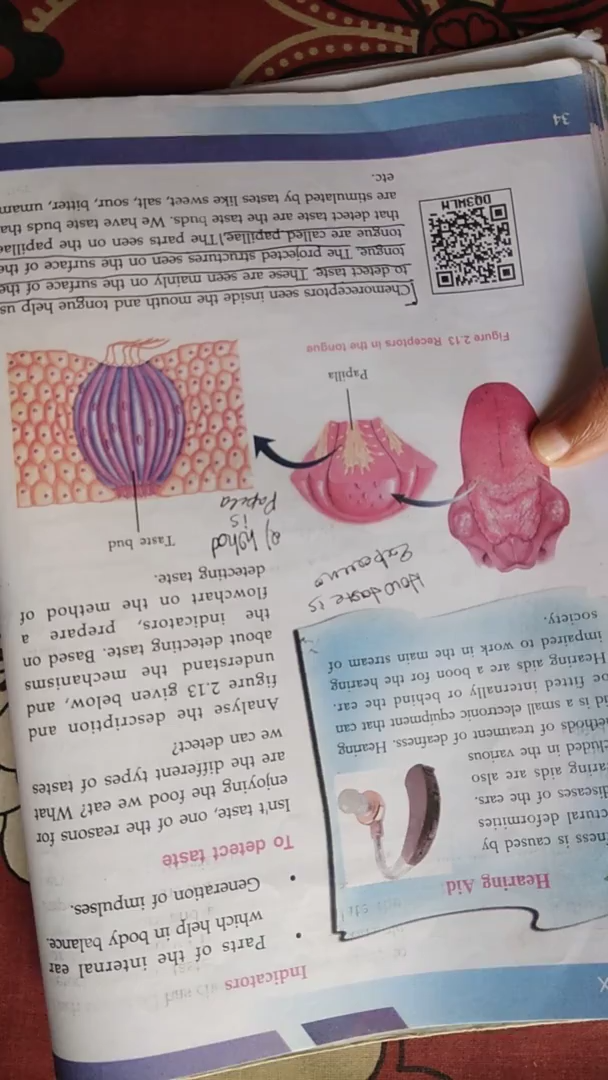 x
Indicators
• Parts of the internal ear
which help in body balance.
• Generation of impulses.
Hearing Aid
fness is caused by
ctural deformities
diseases of the ears.
earing aids are also
cluded in the various
ethods of treatment of deafness. Hearing
id is a small electronic equipment that can
be fitted internally or behind the ear.
Hearing aids are a boon for the hearing
impaired to work in the main stream of
society.
To detect taste
Isn't taste, one of the reasons for
enjoying the food we eat? What
are the different types of tastes
we can detect?
Analyse the description and
figure 2.13 given below, and
understand the mechanisms
about detecting taste. Based on
the indicators, prepare a
flowchart on the method of
detecting taste.
How taste is
a) What
is
Papila
Taste bud
Papilla
Figure 2.13 Receptors in the tongue
DQ3WLM
Chemoreceptors seen inside the mouth and tongue help us
to detect taste. These are seen mainly on the surface of the
tongue. The projected structures seen on the surface of the
tongue are called papillae. The parts seen on the papillae
that detect taste are the taste buds. We have taste buds tha
are stimulated by tastes like sweet, salt, sour, bitter, umam
etc.
34